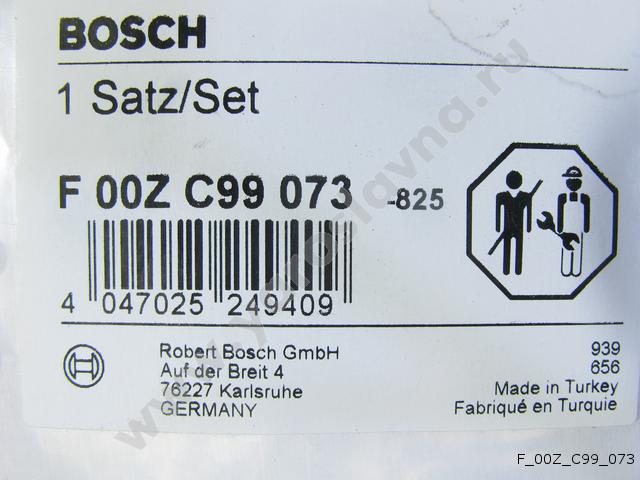 BOSCH
1 Satz/Set
F 00Z C99 073 -825
4 047025 249409
Robert Bosch GmbH
Auf der Breit 4
76227 Karlsruhe
GERMANY
939
656
Made in Turkey
Fabriqué en Turquie
F_00Z_C99_073